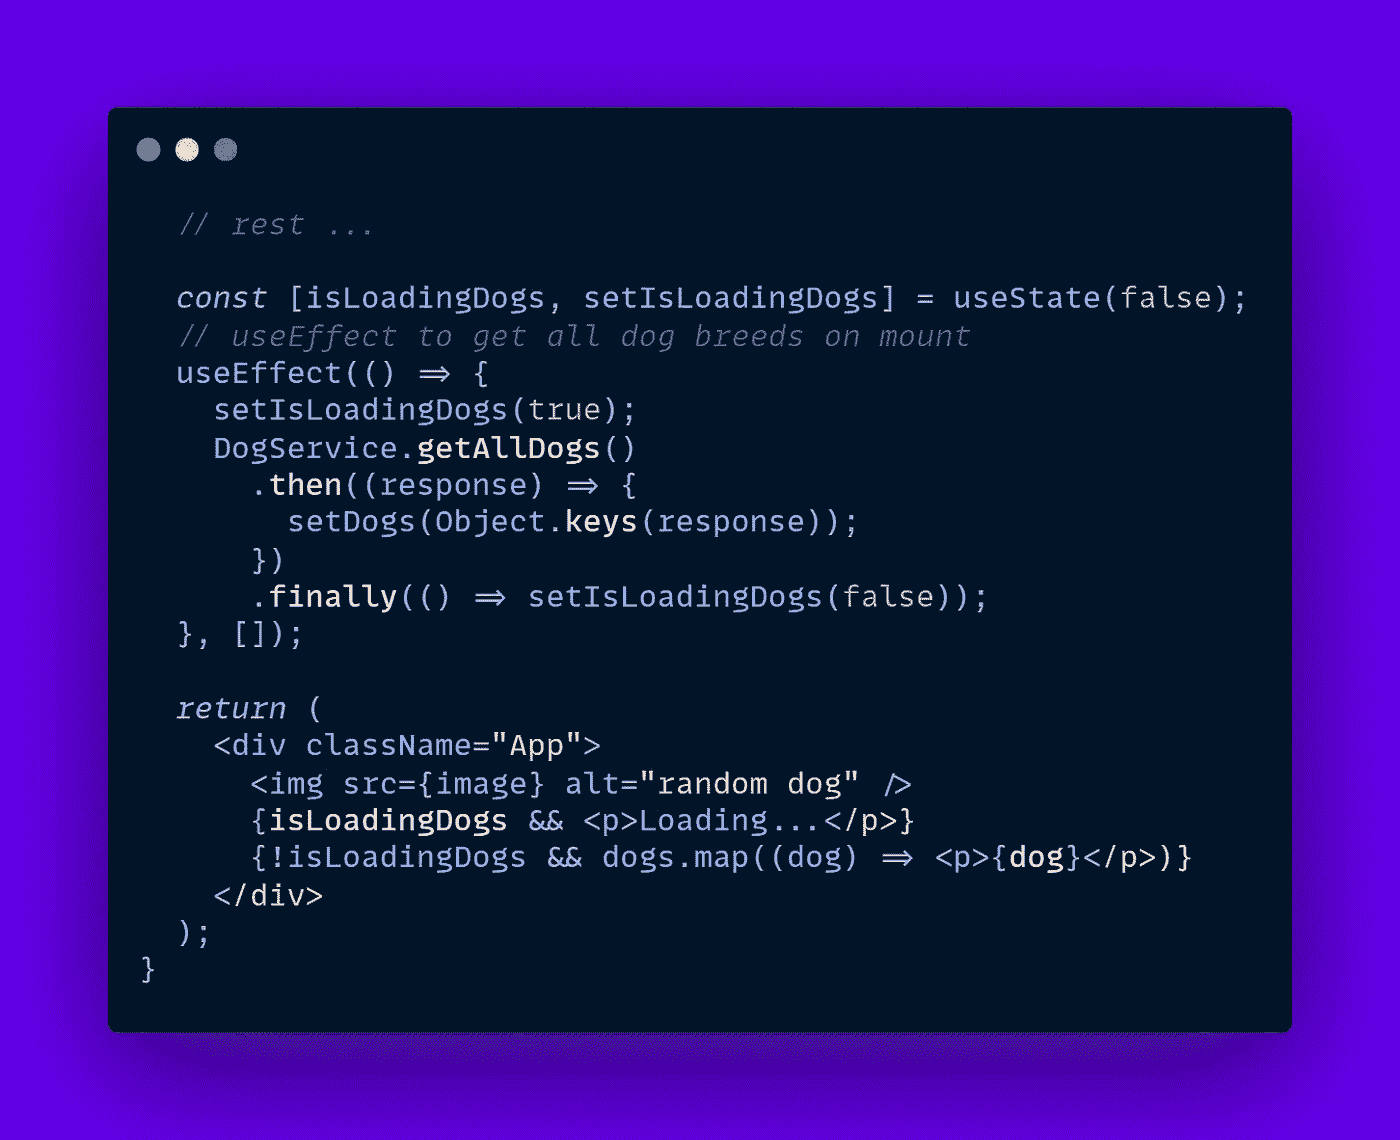 // rest ...
const [isLoadingDogs, setIsLoadingDogs] = useState(false);
// useEffect to get all dog breeds on mount
useEffect(() => {
setIsLoadingDogs(true);
DogService.getAllDogs()
.then((response) => {
setDogs(Object.keys(response));
})
.finally(() => setIsLoadingDogs(false));
}, []);
return (
<div className="App">
<img src={image} alt="random dog" />
{isLoadingDogs && <p>Loading...</p>}
{!isLoadingDogs && dogs.map((dog) => <p>{dog}</p>)}
</div>
);
}